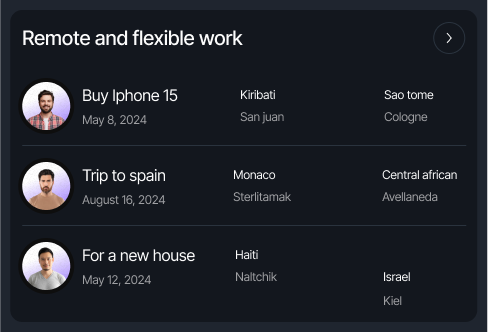 Remote and flexible work
Buy Iphone 15
May 8, 2024
Kiribati
San juan
Sao tome
Cologne
Trip to spain
August 16, 2024
Monaco
Sterlitamak
Central african
Avellaneda
For a new house
May 12, 2024
Haiti
Naltchik
Israel
Kiel